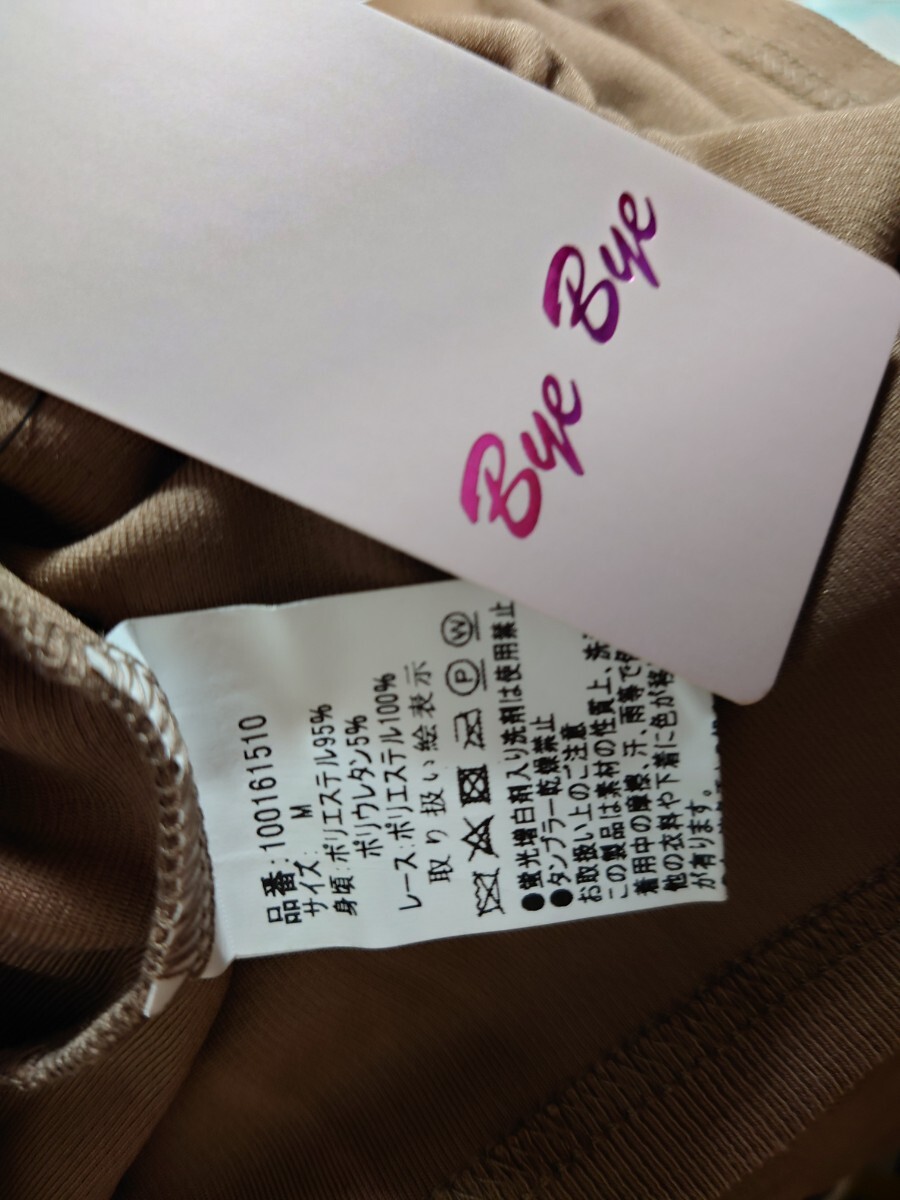 Bye Bye
品番:100161510
サイズ: M
身頃:ポリエステル95%
ポリウレタン5%
レース:ポリエステル100%
取り扱い絵表示
P W
●蛍光増白剤入り洗剤は使用禁止
●タンブラー乾燥禁止
お取扱い上のご注意
この製品は素材の性質上、洗
着用中の摩擦、汗、雨等で
他の衣料や下着に色が移
が有ります。